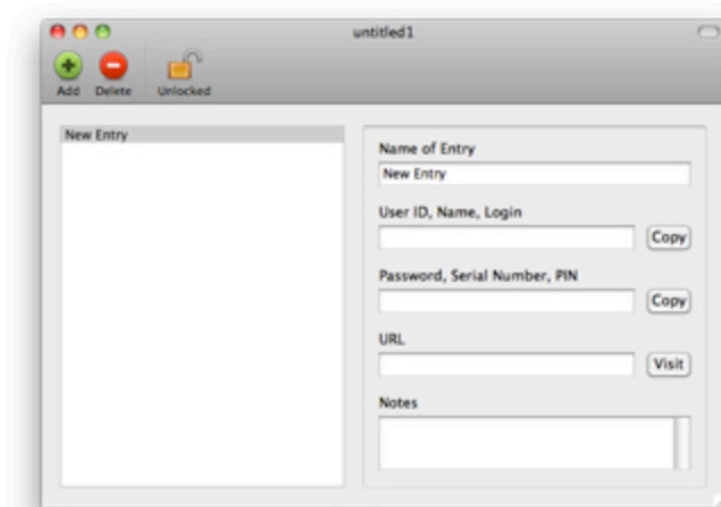 untitled1
Add Delete Unlocked
New Entry
Name of Entry
New Entry
User ID, Name, Login
Copy
Password, Serial Number, PIN
Copy
URL
Visit
Notes